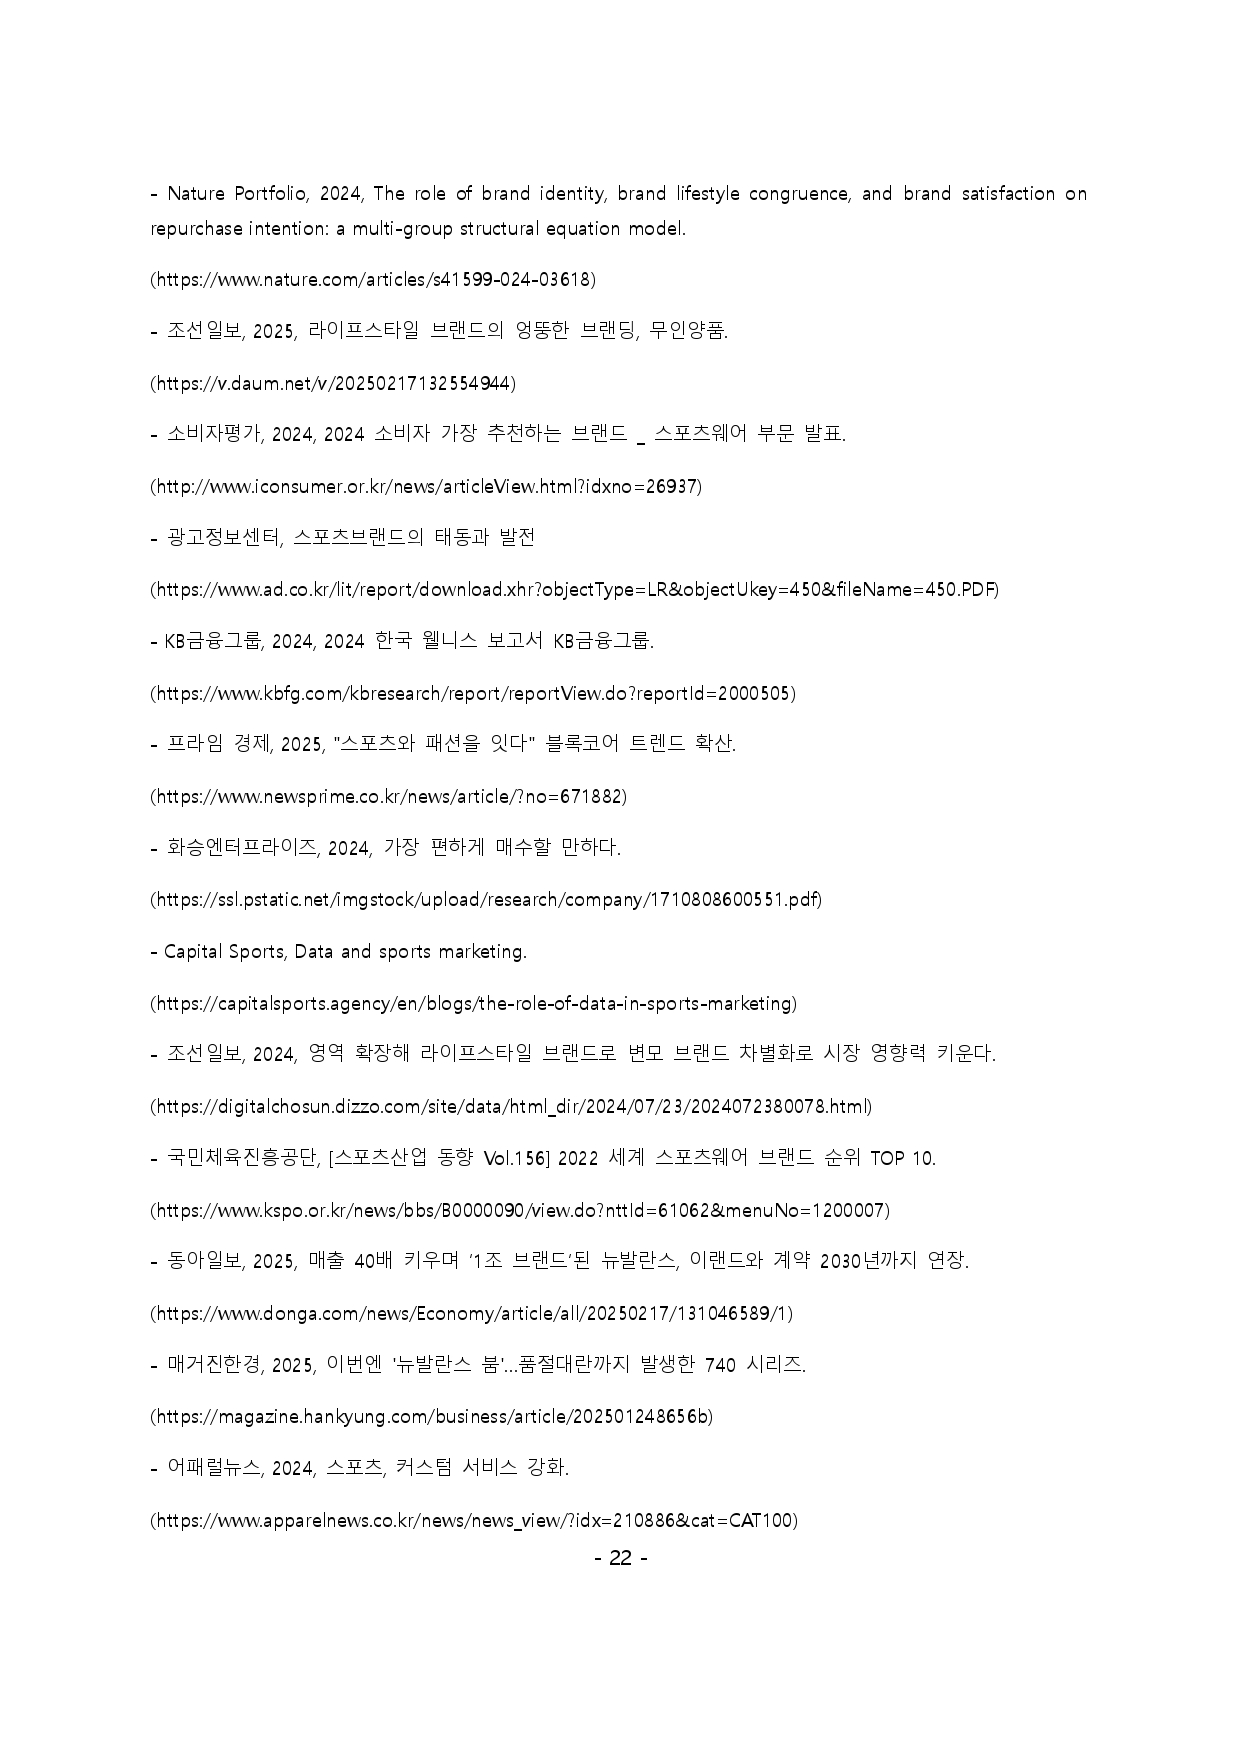 - Nature Portfolio, 2024, The role of brand identity, brand lifestyle congruence, and brand satisfaction on
repurchase intention: a multi-group structural equation model.
(https://www.nature.com/articles/s41599-024-03618)
- 조선일보, 2025, 라이프스타일 브랜드의 엉뚱한 브랜딩, 무인양품.
(https://v.daum.net/v/20250217132554944)
- 소비자평가, 2024, 2024 소비자 가장 추천하는 브랜드 _ 스포츠웨어 부문 발표.
(http://www.iconsumer.or.kr/news/articleView.html?idxno=26937)
- 광고정보센터, 스포츠브랜드의 태동과 발전
(https://www.ad.co.kr/lit/report/download.xhr?objectType=LR&objectUkey=450&fileName=450.PDF)
- KB금융그룹, 2024, 2024 한국 웰니스 보고서 KB금융그룹.
(https://www.kbfg.com/kbresearch/report/reportView.do?reportId=2000505)
- 프라임 경제, 2025, "스포츠와 패션을 잇다" 블록코어 트렌드 확산.
(https://www.newsprime.co.kr/news/article/?no=671882)
- 화승엔터프라이즈, 2024, 가장 편하게 매수할 만하다.
(https://ssl.pstatic.net/imgstock/upload/research/company/1710808600551.pdf)
- Capital Sports, Data and sports marketing.
(https://capitalsports.agency/en/blogs/the-role-of-data-in-sports-marketing)
- 조선일보, 2024, 영역 확장해 라이프스타일 브랜드로 변모 브랜드 차별화로 시장 영향력 키운다.
(https://digitalchosun.dizzo.com/site/data/html_dir/2024/07/23/2024072380078.html)
- 국민체육진흥공단, [스포츠산업 동향 Vol.156] 2022 세계 스포츠웨어 브랜드 순위 TOP 10.
(https://www.kspo.or.kr/news/bbs/B0000090/view.do?nttId=61062&menuNo=1200007)
- 동아일보, 2025, 매출 40배 키우며 '1조 브랜드'된 뉴발란스, 이랜드와 계약 2030년까지 연장.
(https://www.donga.com/news/Economy/article/all/20250217/131046589/1)
- 매거진한경, 2025, 이번엔 '뉴발란스 붐'...품절대란까지 발생한 740 시리즈.
(https://magazine.hankyung.com/business/article/202501248656b)
- 어패럴뉴스, 2024, 스포츠, 커스텀 서비스 강화.
(https://www.apparelnews.co.kr/news/news_view/?idx=210886&cat=CAT100)
- 22 -